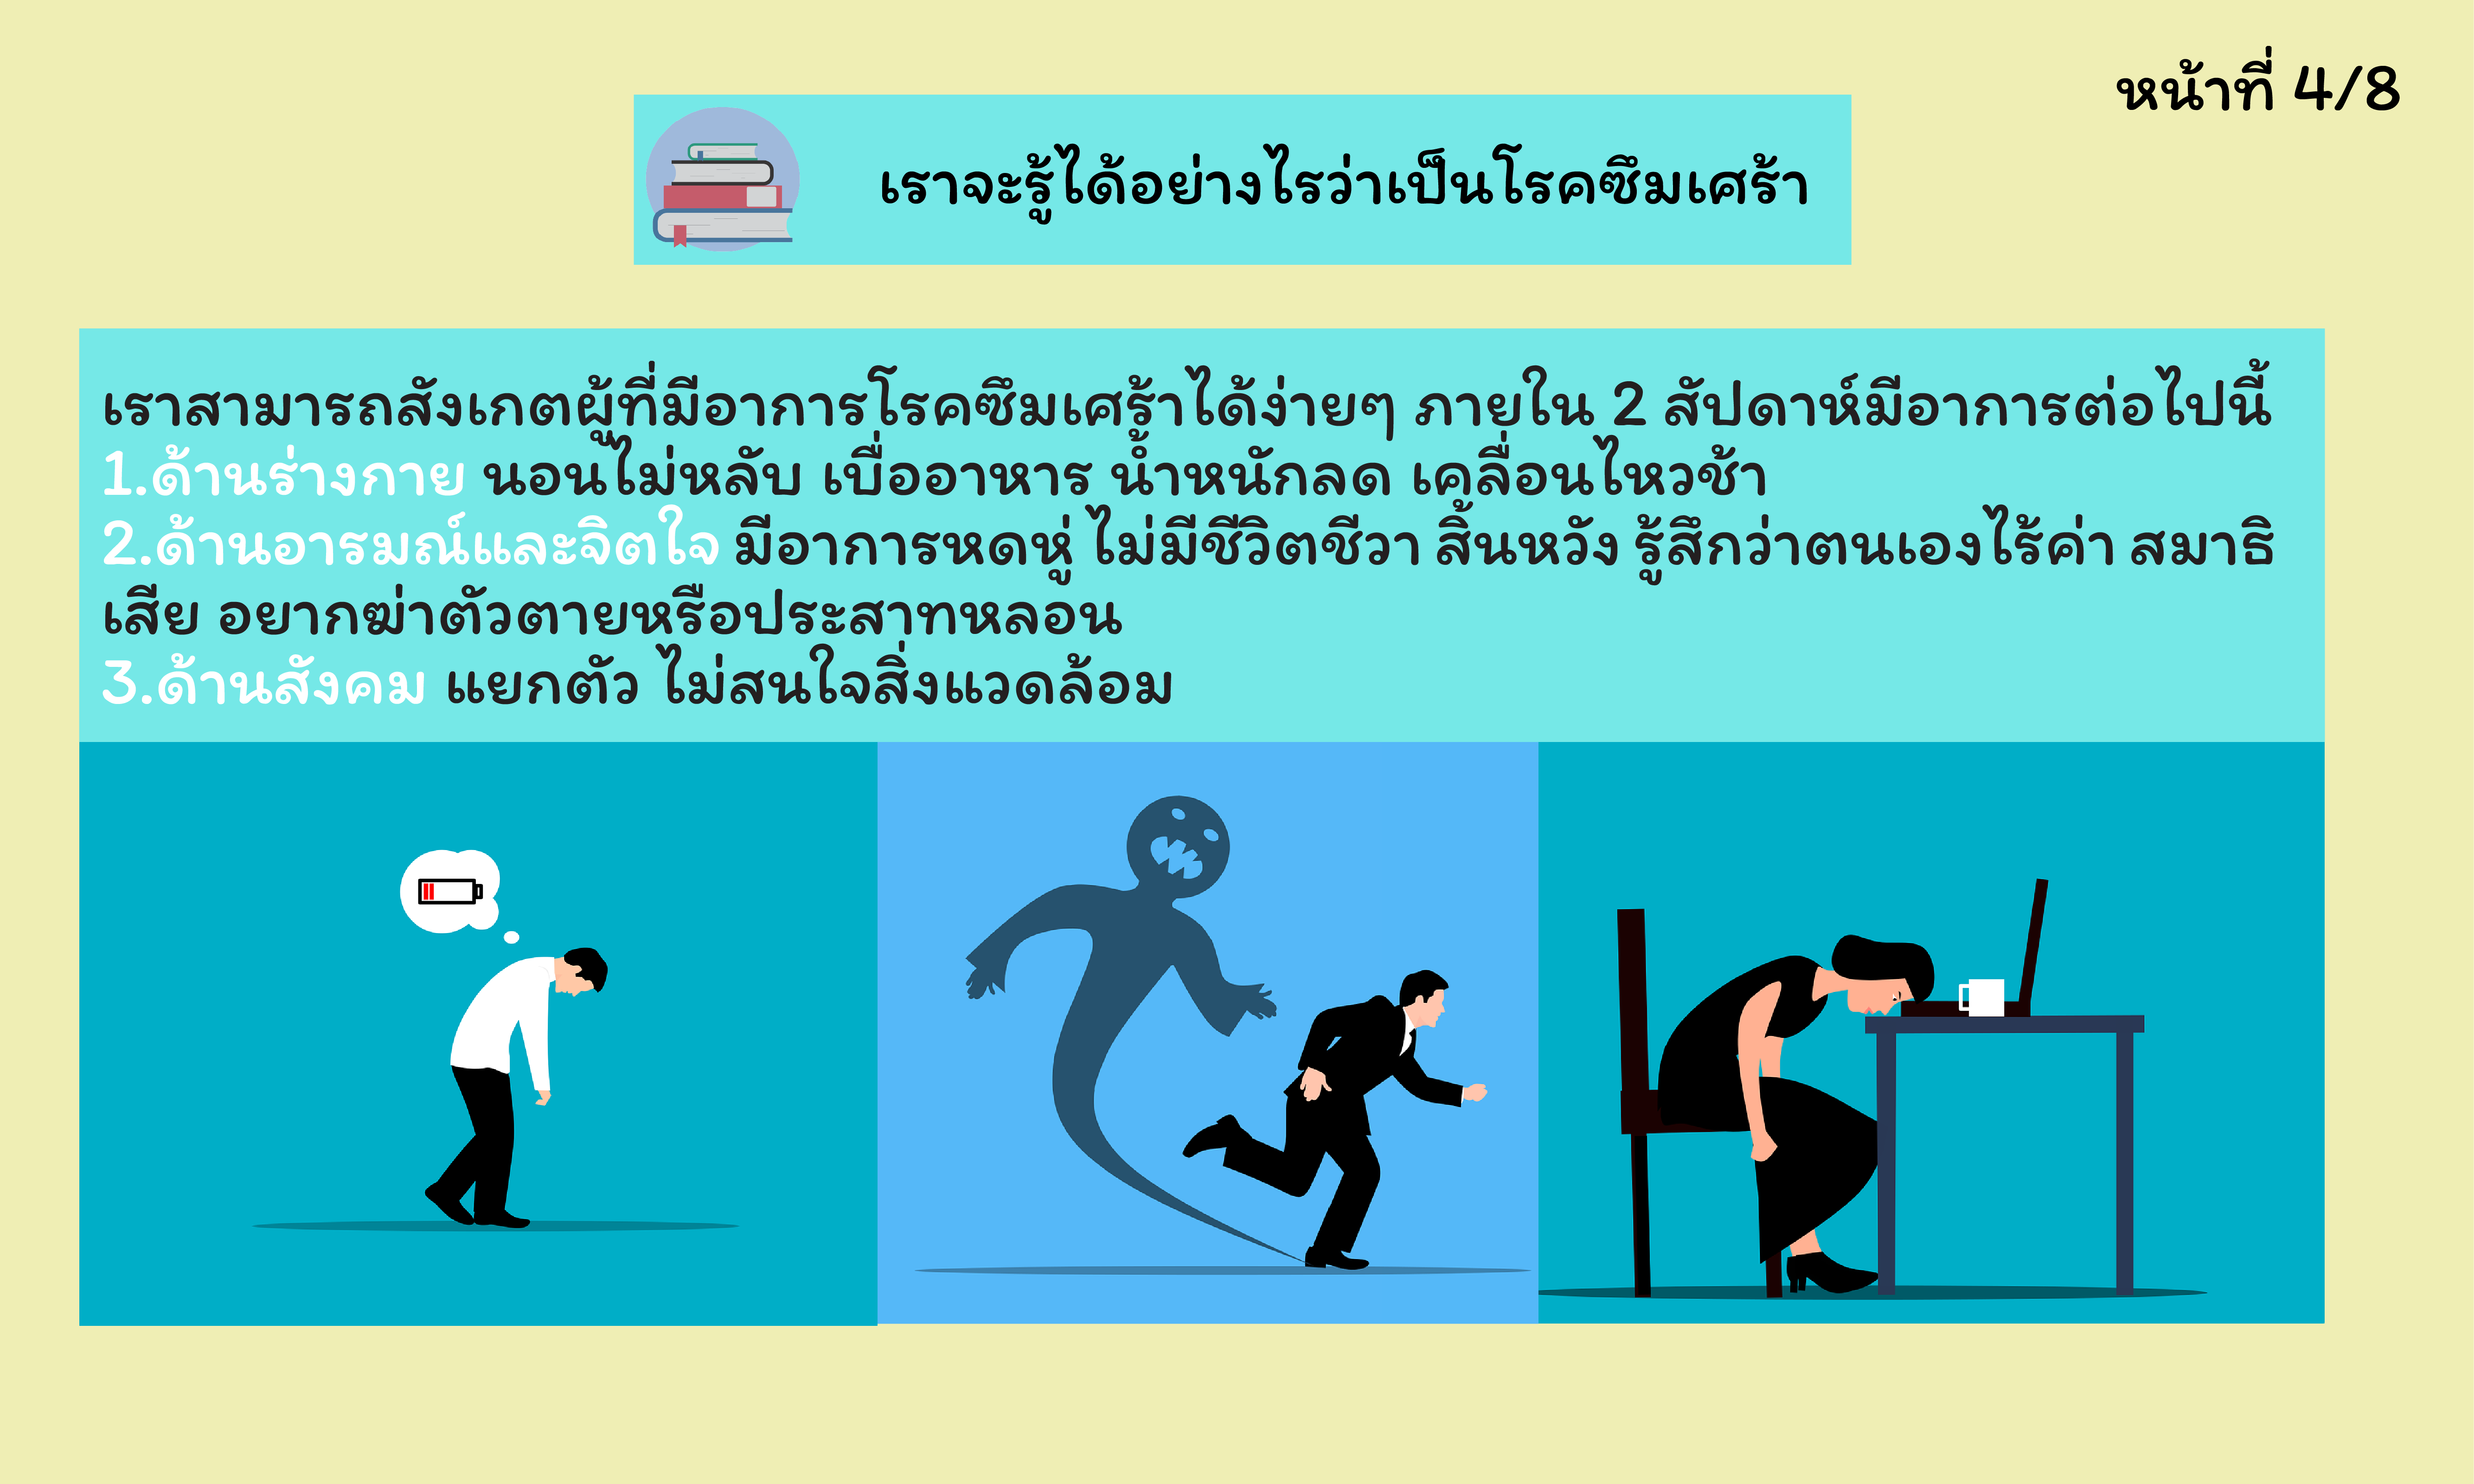 หน้าที่ 4/8
เราจะรู้ได้อย่างไรว่าเป็นโรคซึมเศร้า
เราสามารถสังเกตผู้ที่มีอาการโรคซึมเศร้าได้ง่ายๆ ภายใน 2 สัปดาห์มีอาการต่อไปนี้
1.ด้านร่างกาย นอนไม่หลับ เบื่ออาหาร น้ำหนักลด เคลื่อนไหวช้า
2.ด้านอารมณ์และจิตใจ มีอาการหดหู่ ไม่มีชีวิตชีวา สิ้นหวัง รู้สึกว่าตนเองไร้ค่า สมาธิ
เสีย อยากฆ่าตัวตายหรือประสาทหลอน
3.ด้านสังคม แยกตัว ไม่สนใจสิ่งแวดล้อม